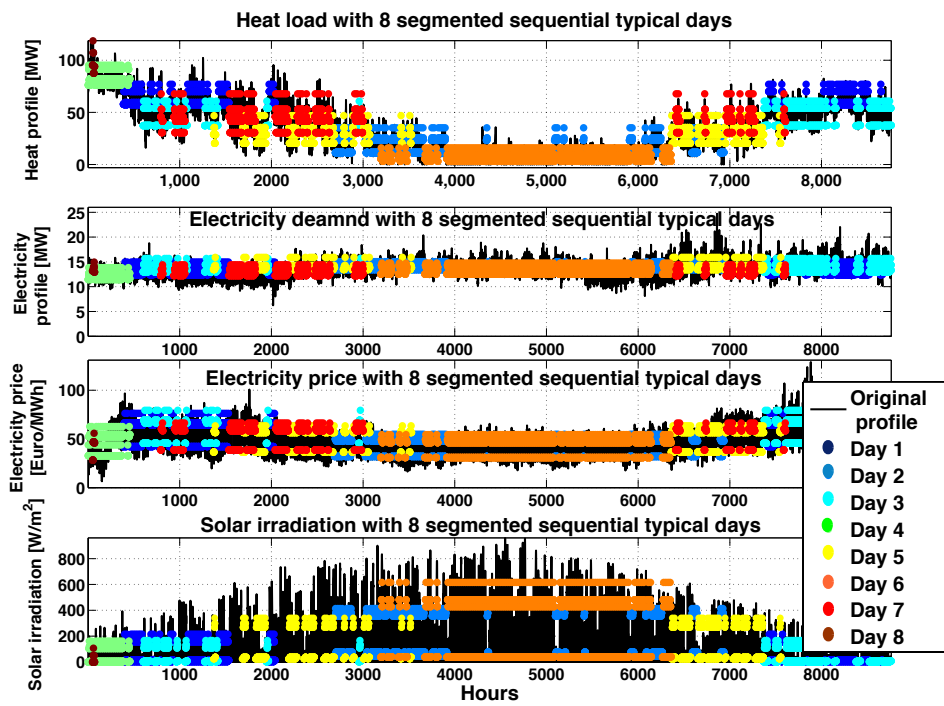 Heat load with 8 segmented sequential typical days
Heat profile [MW]
100
50
0
1,000
2000
3,000
4,000
5,000
6,000
7,000
8,000
Electricity deamnd with 8 segmented sequential typical days
Electricity
profile [MW]
25
20
15
10
5
0
1000
2000
3000
4000
5000
6000
7000
8000
Electricity price with 8 segmented sequential typical days
Electricity price
[Euro/MWh]
100
50
0
1000
2000
3000
4000
5000
6000
7000
8000
Solar irradiation with 8 segmented sequential typical days
Solar irradiation [W/m²]
800
600
400
200
0
1000
2000
3000
4000
5000
6000
7000
8000
Hours
Original
profile
Day 1
Day 2
Day 3
Day 4
Day 5
Day 6
Day 7
Day 8